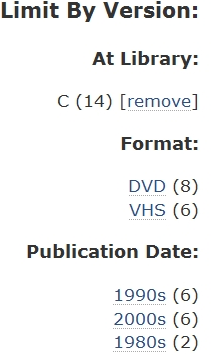 Limit By Version:
At Library:
C (14) [remove]
Format:
DVD (8)
VHS (6)
Publication Date:
1990s (6)
2000s (6)
1980s (2)